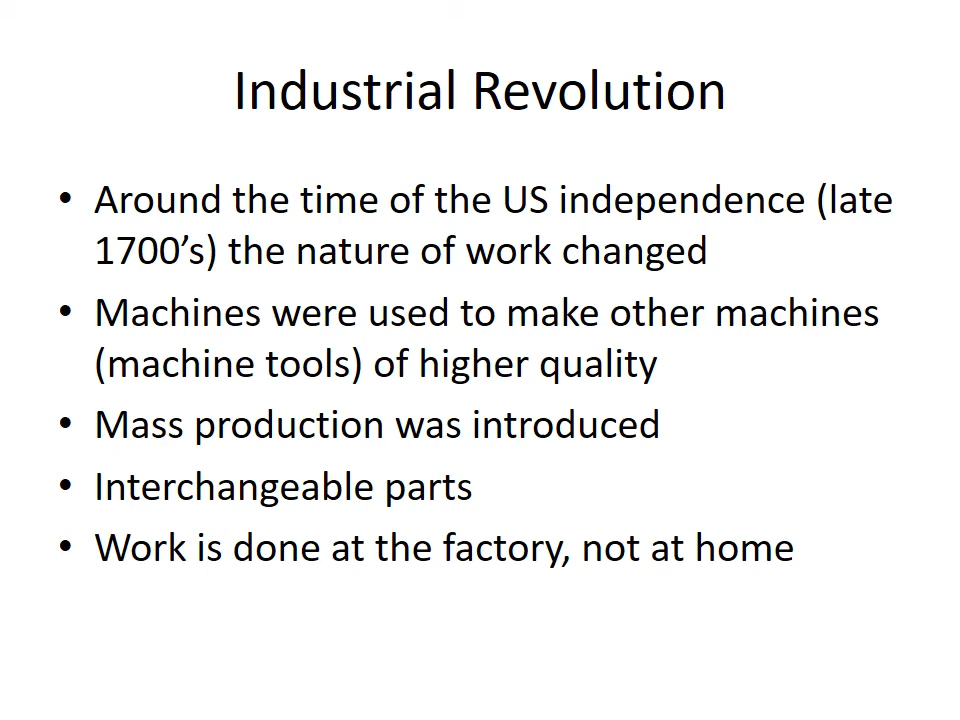 Industrial Revolution
• Around the time of the US independence (late
1700’s) the nature of work changed
• Machines were used to make other machines
(machine tools) of higher quality
• Mass production was introduced
• Interchangeable parts
• Work is done at the factory, not at home